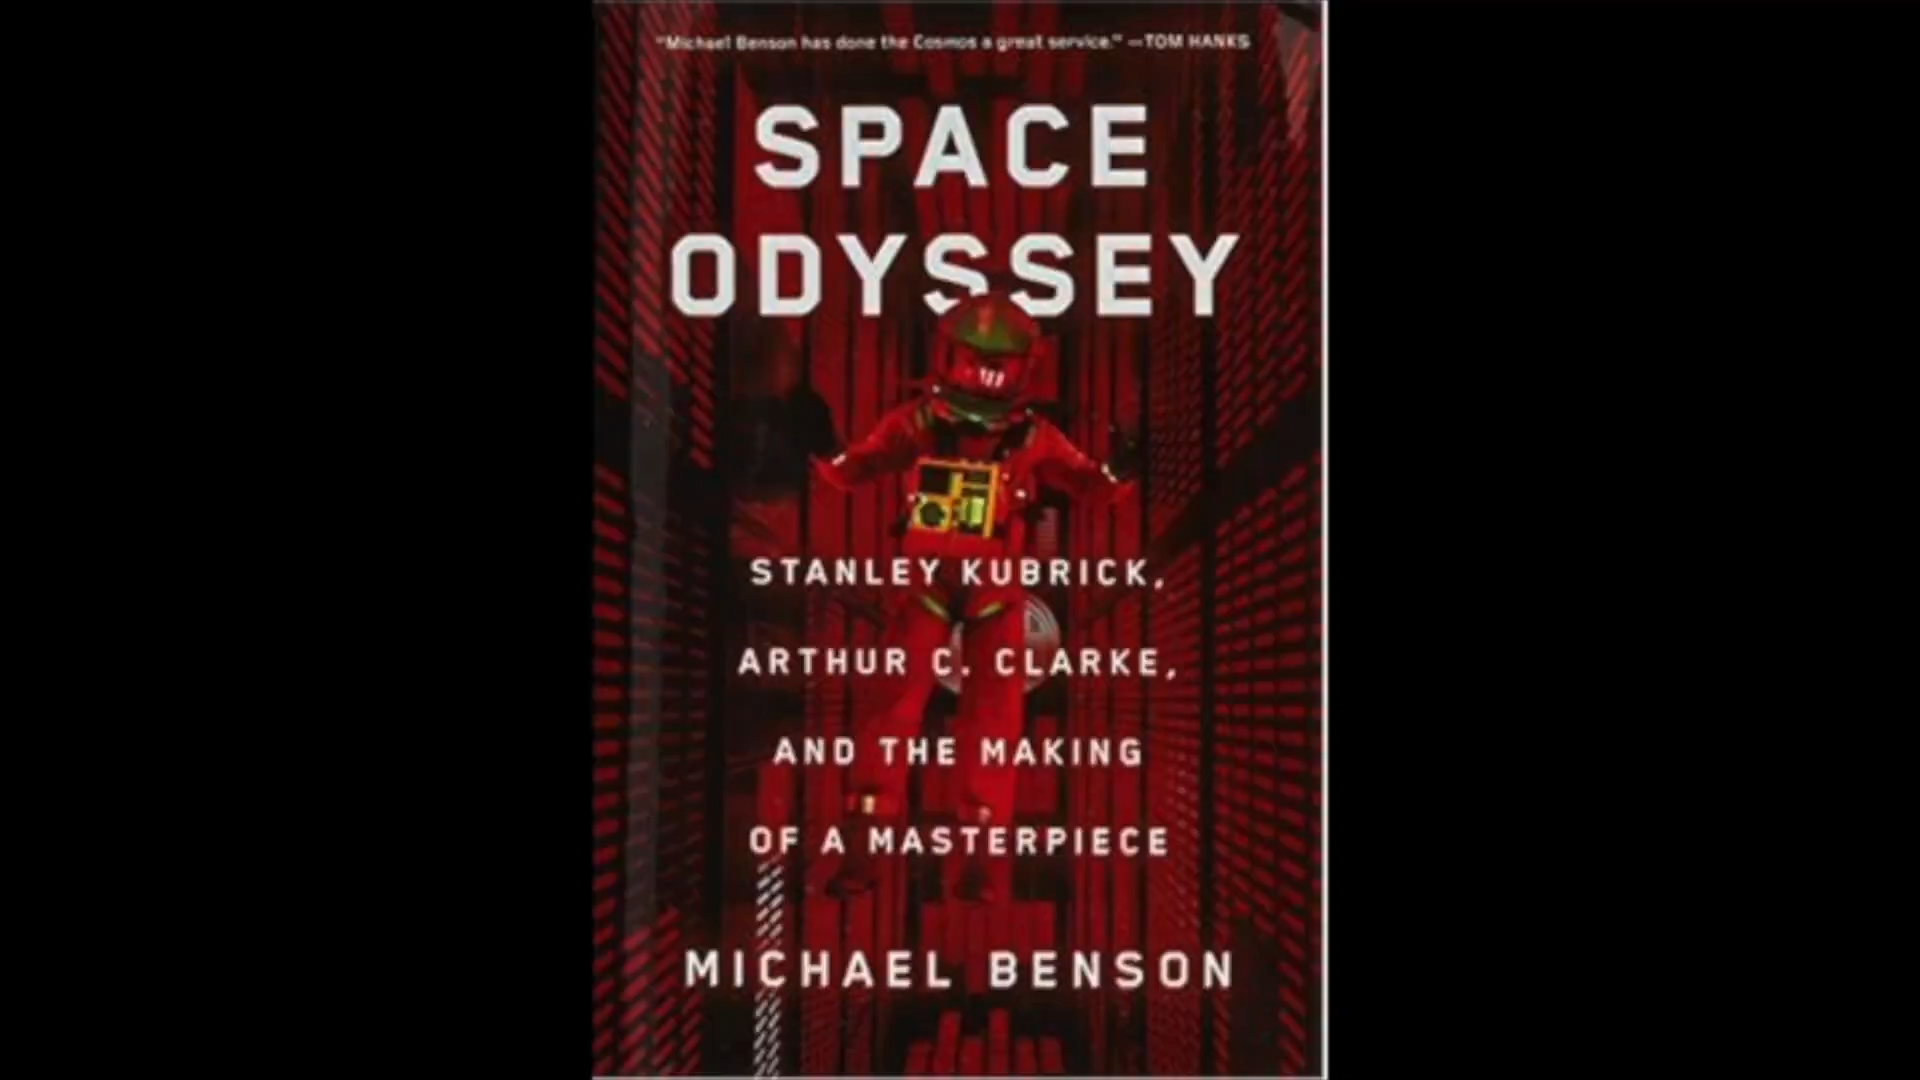 "Michael Benson has done the Cosmos a great service." —TOM HANKS
SPACE
ODYSSEY
STANLEY KUBRICK,
ARTHUR C. CLARKE,
AND THE MAKING
OF A MASTERPIECE
MICHAEL BENSON